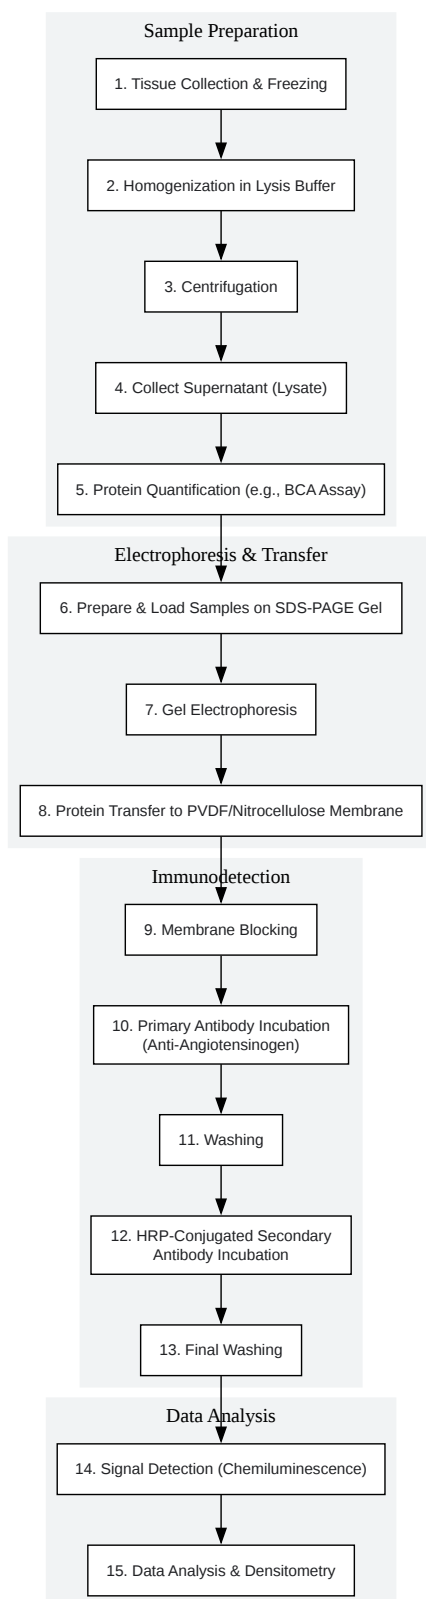 Sample Preparation
1. Tissue Collection & Freezing
2. Homogenization in Lysis Buffer
3. Centrifugation
4. Collect Supernatant (Lysate)
5. Protein Quantification (e.g., BCA Assay)
Electrophoresis & Transfer
6. Prepare & Load Samples on SDS-PAGE Gel
7. Gel Electrophoresis
8. Protein Transfer to PVDF/Nitrocellulose Membrane
Immunodetection
9. Membrane Blocking
10. Primary Antibody Incubation
(Anti-Angiotensinogen)
11. Washing
12. HRP-Conjugated Secondary
Antibody Incubation
13. Final Washing
Data Analysis
14. Signal Detection (Chemiluminescence)
15. Data Analysis & Densitometry